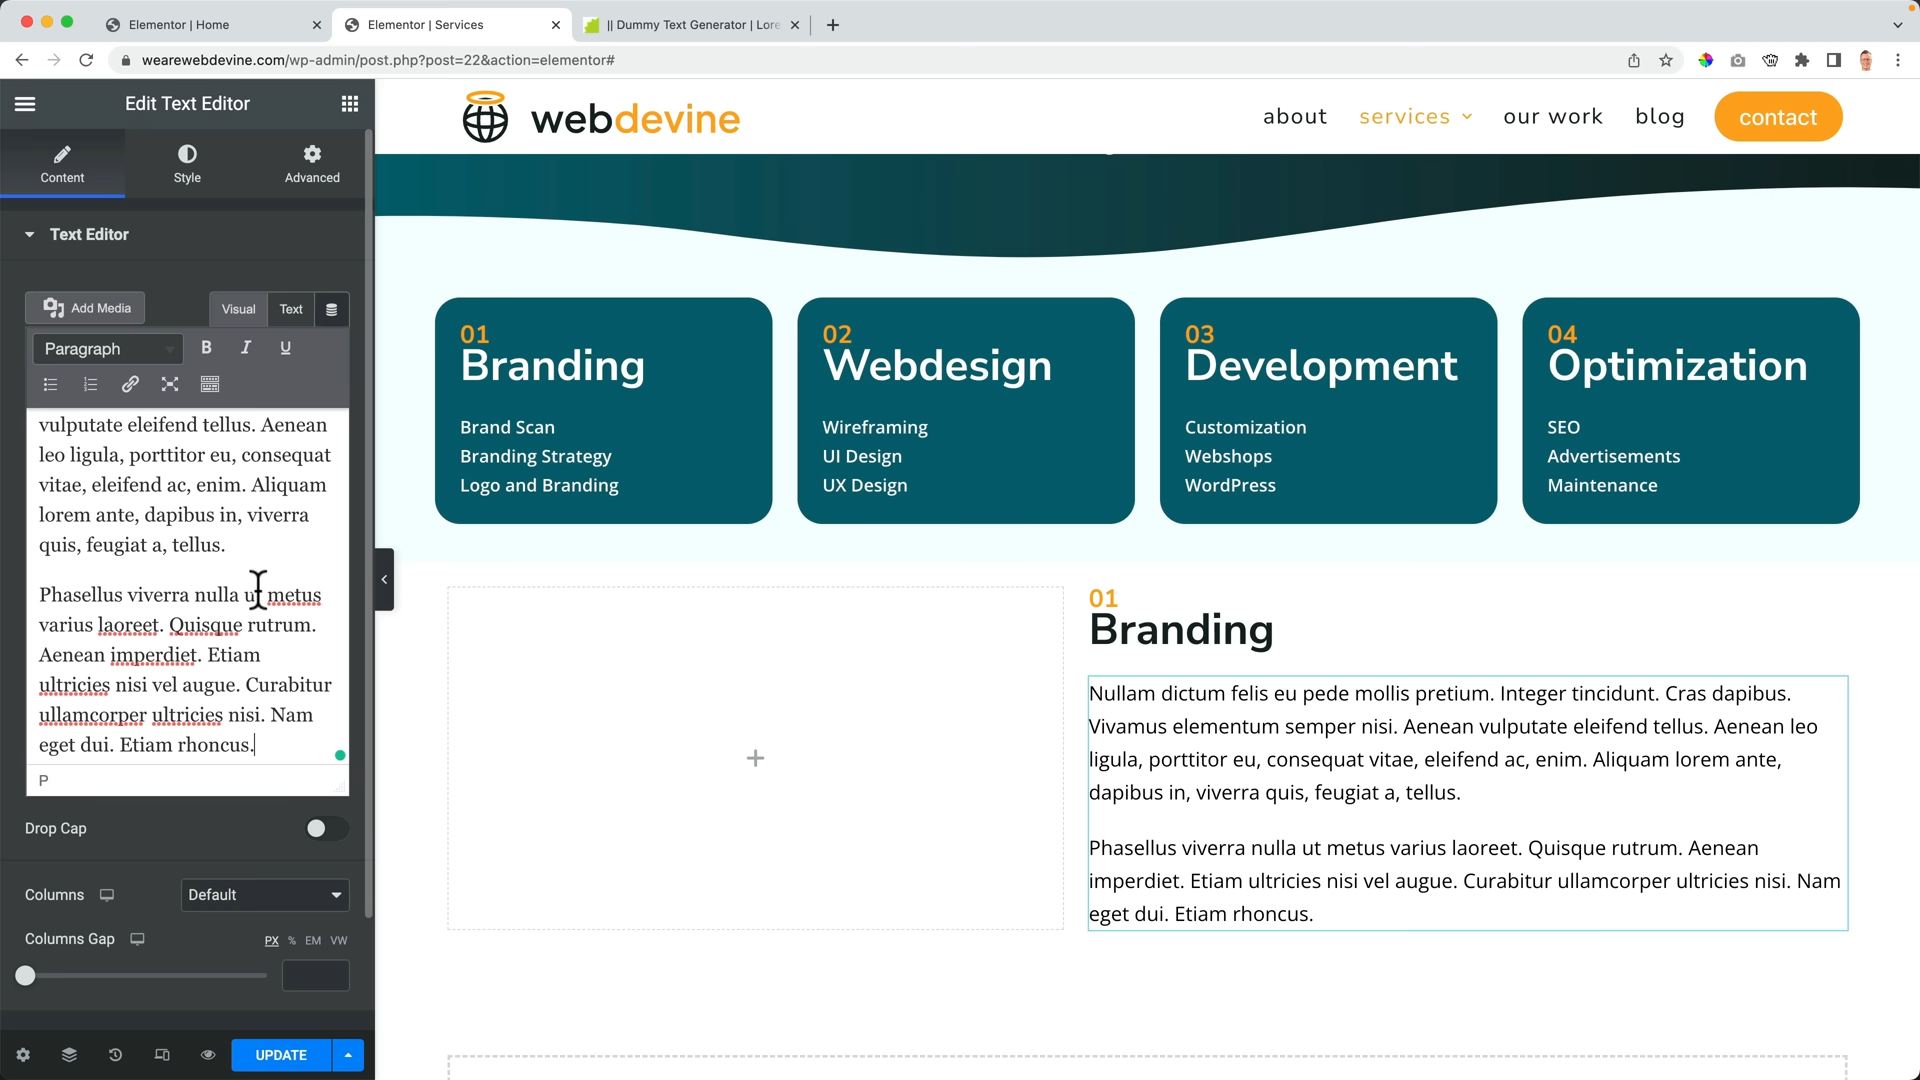 Elementor | Home
Elementor | Services
|| Dummy Text Generator | Lore
wearewebdevine.com/wp-admin/post.php?post=22&action=elementor#
Edit Text Editor
Content
Style
Advanced
Text Editor
Add Media
Visual
Text
Paragraph
B
I
U
vulputate eleifend tellus. Aenean
leo ligula, porttitor eu, consequat
vitae, eleifend ac, enim. Aliquam
lorem ante, dapibus in, viverra
quis, feugiat a, tellus.
Phasellus viverra nulla ut metus
varius laoreet. Quisque rutrum.
Aenean imperdiet. Etiam
ultricies nisi vel augue. Curabitur
ullamcorper ultricies nisi. Nam
eget dui. Etiam rhoncus.
P
Drop Cap
Columns
Default
Columns Gap
PX % EM VW
UPDATE
webdevine
about
services
our work
blog
contact
01
Branding
Brand Scan
Branding Strategy
Logo and Branding
02
Webdesign
Wireframing
UI Design
UX Design
03
Development
Customization
Webshops
WordPress
04
Optimization
SEO
Advertisements
Maintenance
01
Branding
Nullam dictum felis eu pede mollis pretium. Integer tincidunt. Cras dapibus.
Vivamus elementum semper nisi. Aenean vulputate eleifend tellus. Aenean leo
ligula, porttitor eu, consequat vitae, eleifend ac, enim. Aliquam lorem ante,
dapibus in, viverra quis, feugiat a, tellus.
Phasellus viverra nulla ut metus varius laoreet. Quisque rutrum. Aenean
imperdiet. Etiam ultricies nisi vel augue. Curabitur ullamcorper ultricies nisi. Nam
eget dui. Etiam rhoncus.